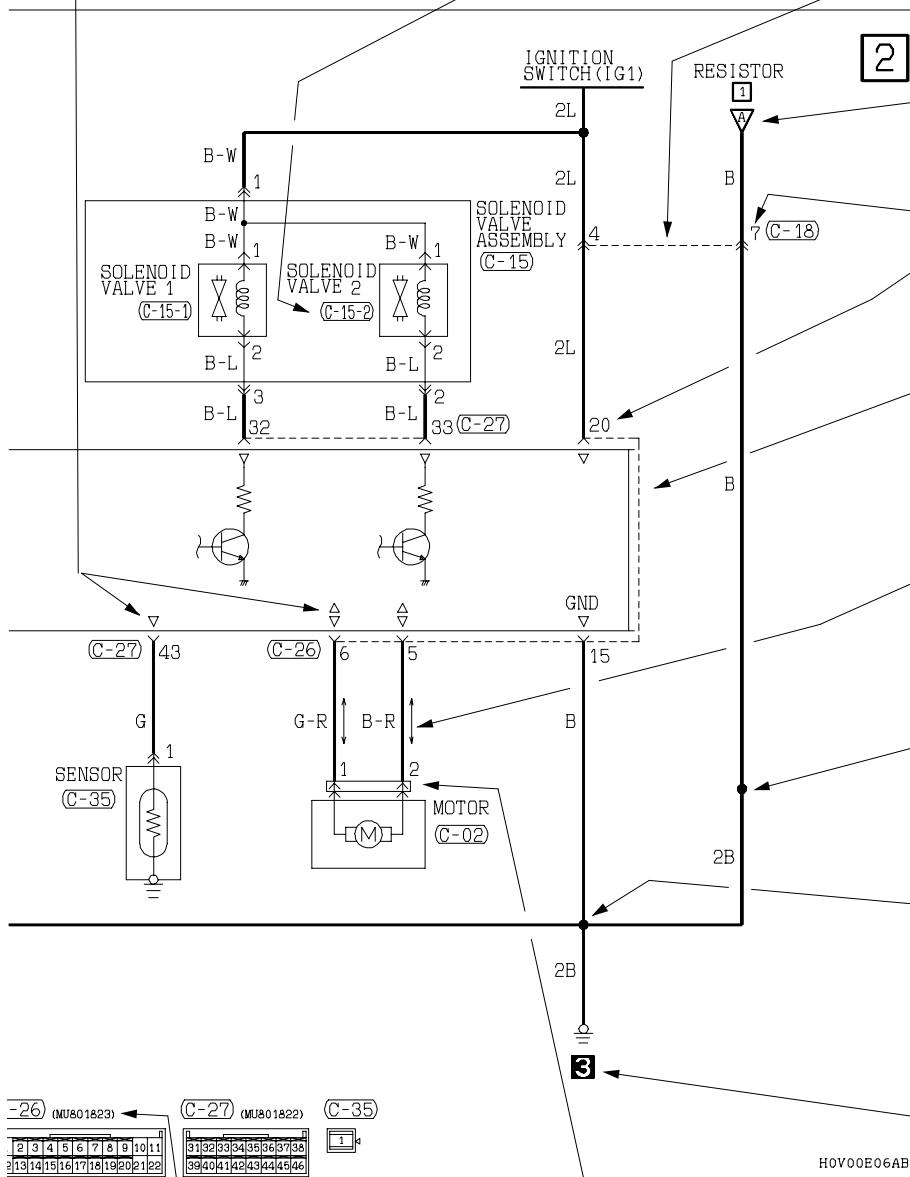 IGNITION
SWITCH(IG1)
2
RESISTOR
1
2L
A
B-W
2L
B
1
B-W
SOLENOID
VALVE
ASSEMBLY
4
7
(C-18)
B-W
B-W
1
1
(C-15)
SOLENOID
VALVE 1
SOLENOID
VALVE 2
(C-15-1)
(C-15-2)
2
2
2L
B-L
B-L
3
2
B-L
B-L
32
33
(C-27)
20
B
GND
(C-27)
43
(C-26)
6
5
15
G
G-R
B-R
B
1
1
2
SENSOR
(C-35)
MOTOR
(C-02)
M
2B
2B
3
-26 (MU801823)
(C-27) (MU801822)
(C-35)
2 3 4 5 6 7 8 9 10 11
31 32 33 34 35 36 37 38
1
13 14 15 16 17 18 19 20 21 22
39 40 41 42 43 44 45 46
H0V00E06AB